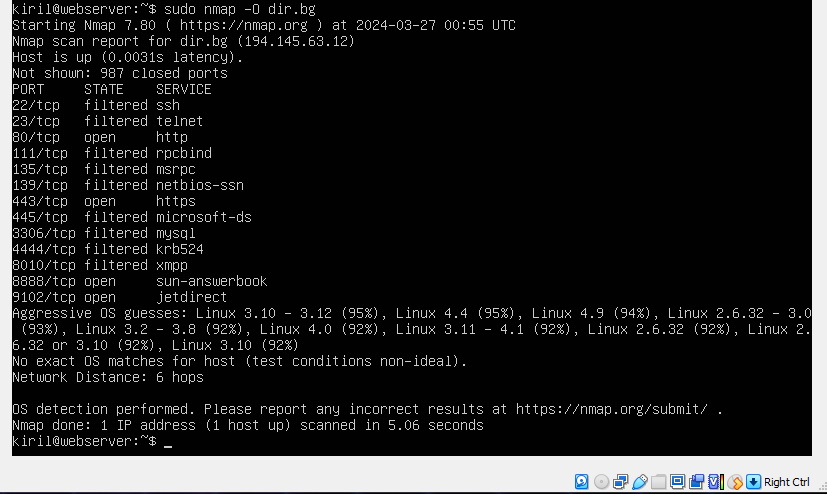 kiril@webserver:~$ sudo nmap -O dir.bg
Starting Nmap 7.80 ( https://nmap.org ) at 2024-03-27 00:55 UTC
Nmap scan report for dir.bg (194.145.63.12)
Host is up (0.0031s latency).
Not shown: 987 closed ports
PORT     STATE    SERVICE
22/tcp   filtered ssh
23/tcp   filtered telnet
80/tcp   open     http
111/tcp  filtered rpcbind
135/tcp  filtered msrpc
139/tcp  filtered netbios-ssn
443/tcp  open     https
445/tcp  filtered microsoft-ds
3306/tcp filtered mysql
4444/tcp filtered krb524
8010/tcp filtered xmpp
8888/tcp open     sun-answerbook
9102/tcp open     jetdirect
Aggressive OS guesses: Linux 3.10 - 3.12 (95%), Linux 4.4 (95%), Linux 4.9 (94%), Linux 2.6.32 - 3.0
 (93%), Linux 3.2 - 3.8 (92%), Linux 4.0 (92%), Linux 3.11 - 4.1 (92%), Linux 2.6.32 (92%), Linux 2.
6.32 or 3.10 (92%), Linux 3.10 (92%)
No exact OS matches for host (test conditions non-ideal).
Network Distance: 6 hops

OS detection performed. Please report any incorrect results at https://nmap.org/submit/ .
Nmap done: 1 IP address (1 host up) scanned in 5.06 seconds
kiril@webserver:~$ _
Right Ctrl